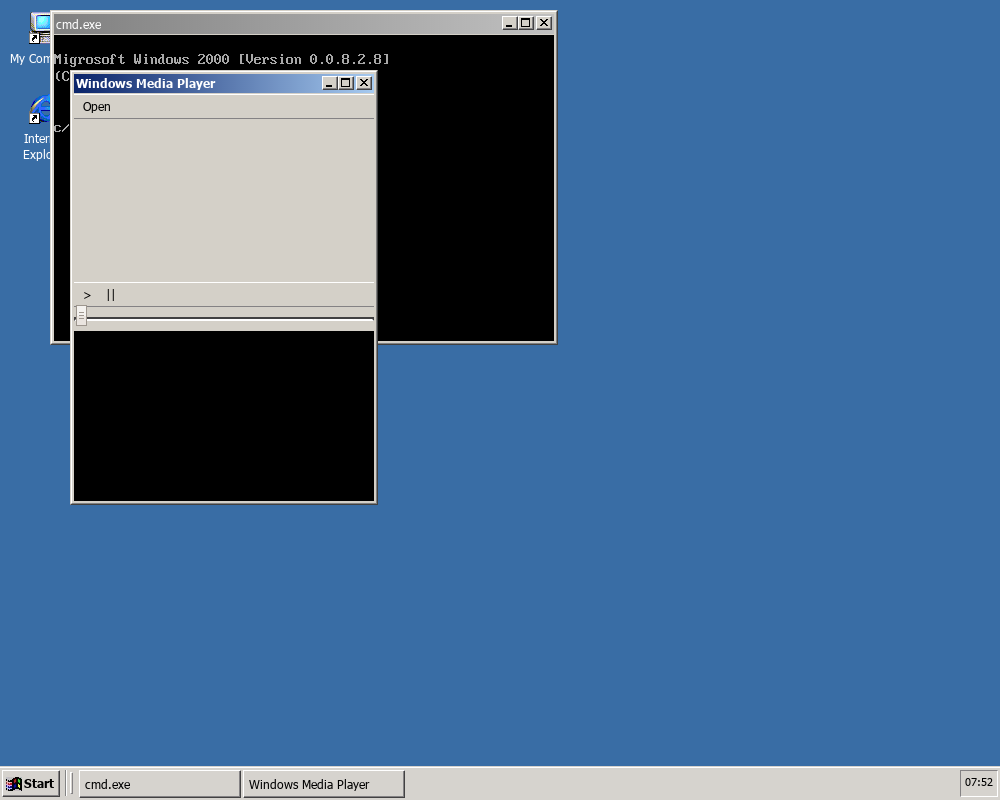 cmd.exe
My Com
Migrosoft Windows 2000 [Version 0.0.8.2.8]
(C
Windows Media Player
Open
c/
Inter
Explo
> ||
Start
cmd.exe
Windows Media Player
07:52